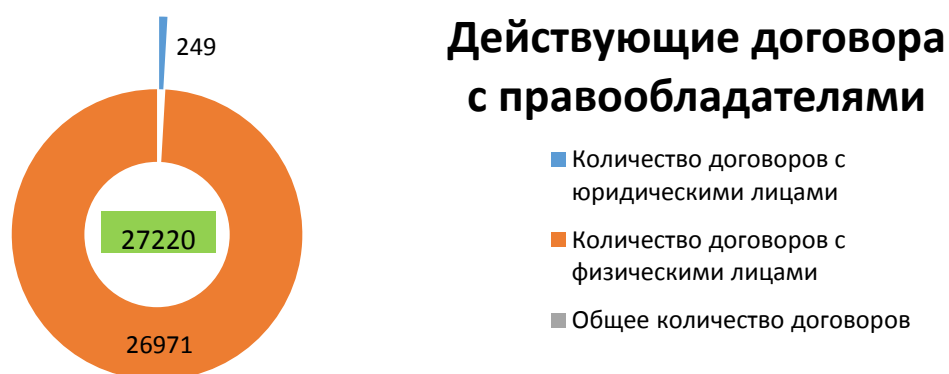 249
27220
26971
Действующие договора
с правообладателями
Количество договоров с
юридическими лицами
Количество договоров с
физическими лицами
Общее количество договоров